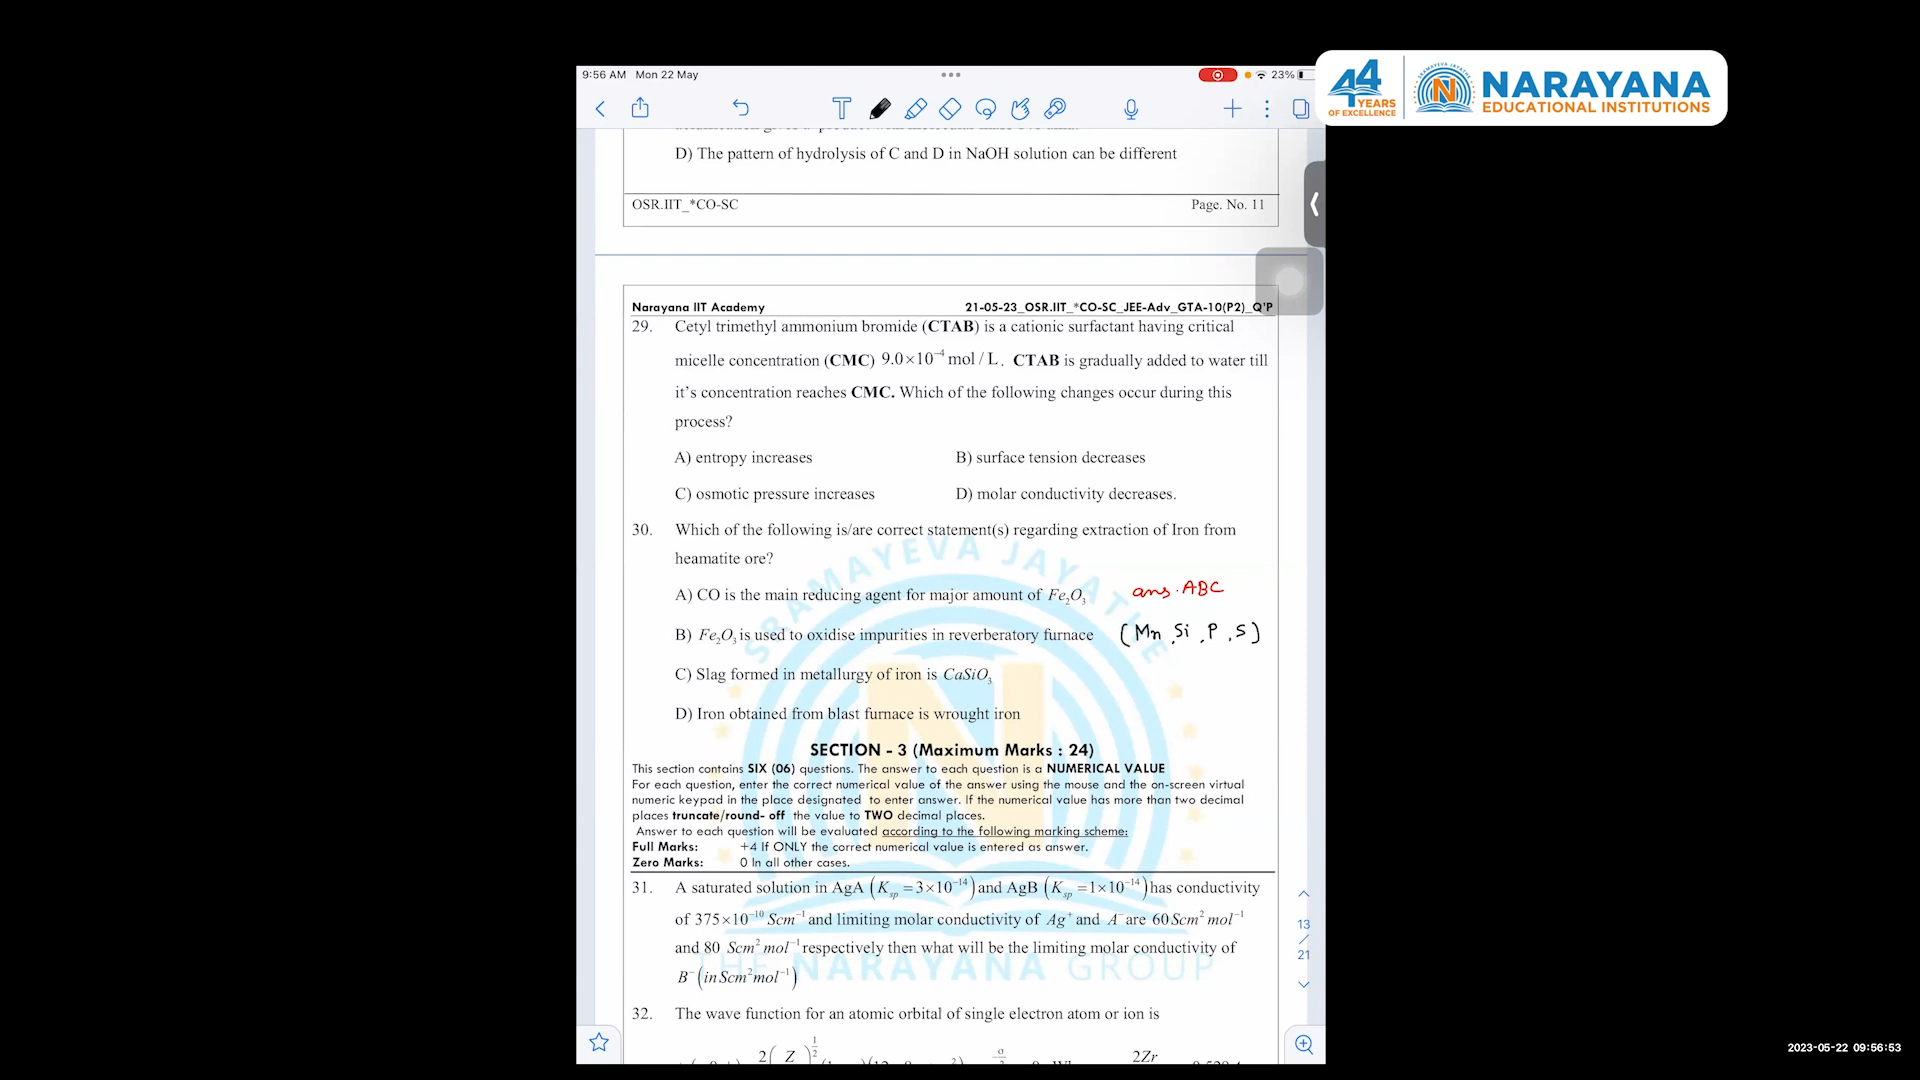 9:56 AM Mon 22 May
23%
44 YEARS OF EXCELLENCE
SRAMAYEVA JAYATHE
N
NARAYANA
EDUCATIONAL INSTITUTIONS
D) The pattern of hydrolysis of C and D in NaOH solution can be different
OSR.IIT_*CO-SC Page. No. 11
Narayana IIT Academy 21-05-23_OSR.IIT_*CO-SC_JEE-Adv_GTA-10(P2)_Q'P
29. Cetyl trimethyl ammonium bromide (CTAB) is a cationic surfactant having critical
micelle concentration (CMC) 9.0×10⁻⁴ mol / L. CTAB is gradually added to water till
it's concentration reaches CMC. Which of the following changes occur during this
process?
A) entropy increases B) surface tension decreases
C) osmotic pressure increases D) molar conductivity decreases.
30. Which of the following is/are correct statement(s) regarding extraction of Iron from
heamatite ore?
A) CO is the main reducing agent for major amount of Fe₂O₃ ans. ABC
B) Fe₂O₃ is used to oxidise impurities in reverberatory furnace (Mn, Si, P, S)
C) Slag formed in metallurgy of iron is CaSiO₃
D) Iron obtained from blast furnace is wrought iron
SECTION - 3 (Maximum Marks : 24)
This section contains SIX (06) questions. The answer to each question is a NUMERICAL VALUE
For each question, enter the correct numerical value of the answer using the mouse and the on-screen virtual
numeric keypad in the place designated to enter answer. If the numerical value has more than two decimal
places truncate/round- off the value to TWO decimal places.
Answer to each question will be evaluated according to the following marking scheme:
Full Marks: +4 If ONLY the correct numerical value is entered as answer.
Zero Marks: 0 In all other cases.
31. A saturated solution in AgA (Kₛₚ = 3×10⁻¹⁴) and AgB (Kₛₚ = 1×10⁻¹⁴) has conductivity
of 375×10⁻¹⁰ Scm⁻¹ and limiting molar conductivity of Ag⁺ and A⁻ are 60 Scm² mol⁻¹
and 80 Scm² mol⁻¹ respectively then what will be the limiting molar conductivity of
B⁻ (in Scm² mol⁻¹)
32. The wave function for an atomic orbital of single electron atom or ion is
SRAMAYEVA JAYATHE
THE NARAYANA GROUP
13
/
21
2023-05-22 09:56:53